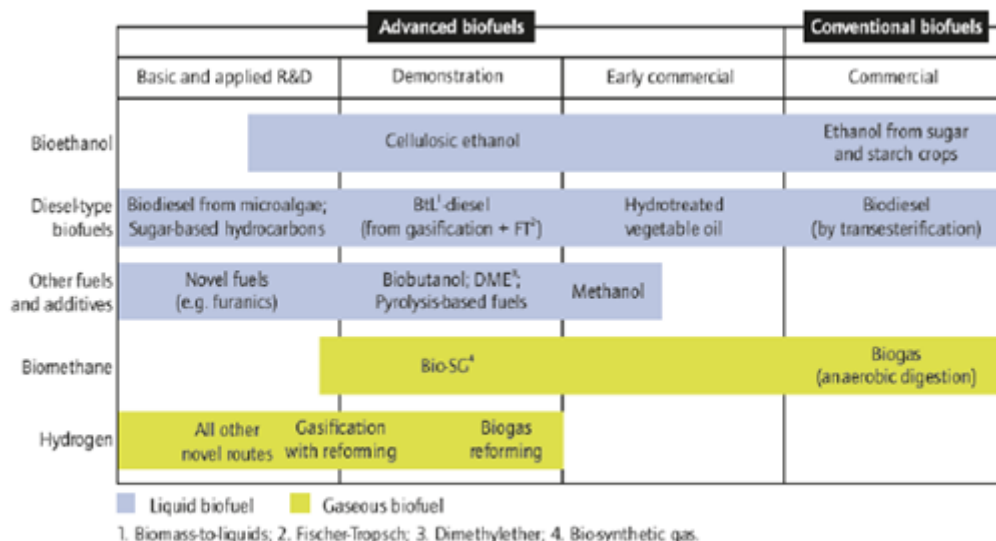 Advanced biofuels Conventional biofuels
Basic and applied R&D Demonstration Early commercial Commercial
Bioethanol Cellulosic ethanol Ethanol from sugar
and starch crops
Diesel-type
biofuels
Biodiesel from microalgae;
Sugar-based hydrocarbons
BtL¹-diesel
(from gasification + FT²)
Hydrotreated
vegetable oil
Biodiesel
(by transesterification)
Other fuels
and additives
Novel fuels
(e.g. furanics)
Biobutanol; DME³;
Pyrolysis-based fuels
Methanol
Biomethane
Bio-SG⁴
Biogas
(anaerobic digestion)
Hydrogen
All other
novel routes
Gasification
with reforming
Biogas
reforming
Liquid biofuel Gaseous biofuel
1. Biomass-to-liquids; 2. Fischer-Tropsch; 3. Dimethylether; 4. Bio-synthetic gas.